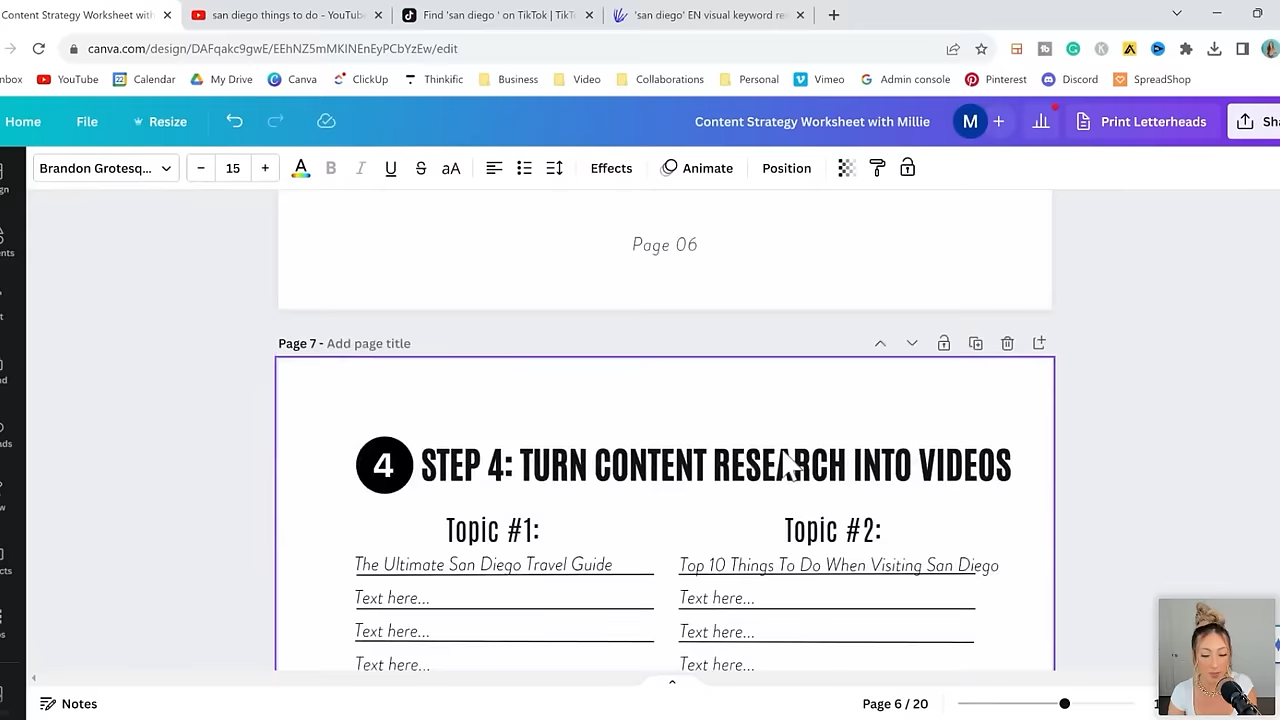 Content Strategy Worksheet with
san diego things to do - YouTub
Find 'san diego ' on TikTok | TikT
'san diego' EN visual keyword re
canva.com/design/DAFqakc9gwE/EEhNZ5mMKINEnEyPCbYzEw/edit
nbox YouTube 22 Calendar My Drive Canva ClickUp Thinkific Business Video Collaborations Personal Vimeo Admin console Pinterest Discord SpreadShop
Home File Resize Content Strategy Worksheet with Millie M + Print Letterheads Sha
Brandon Grotesq... − 15 + A B I U S aA Effects Animate Position
Page 06
Page 7 - Add page title
4 STEP 4: TURN CONTENT RESEARCH INTO VIDEOS
Topic #1: Topic #2:
The Ultimate San Diego Travel Guide Top 10 Things To Do When Visiting San Diego
Text here... Text here...
Text here... Text here...
Text here... Text here...
Notes Page 6 / 20